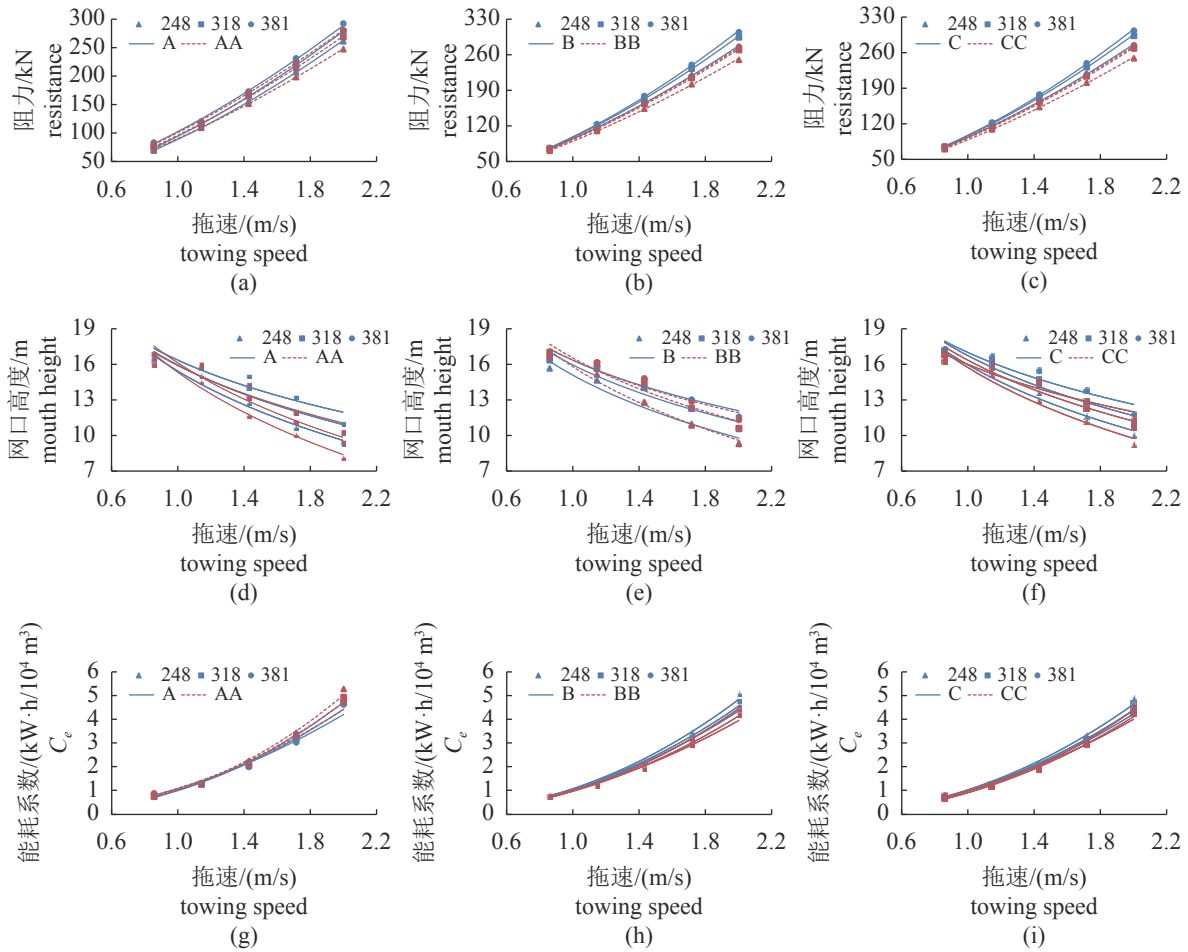 300
250
200
150
100
50
阻力/kN
resistance
248 318 381
A AA
0.6 1.0 1.4 1.8 2.2
拖速/(m/s)
towing speed
(a)
330
260
190
120
50
阻力/kN
resistance
248 318 381
B BB
0.6 1.0 1.4 1.8 2.2
拖速/(m/s)
towing speed
(b)
330
260
190
120
50
阻力/kN
resistance
248 318 381
C CC
0.6 1.0 1.4 1.8 2.2
拖速/(m/s)
towing speed
(c)
19
16
13
10
7
网口高度/m
mouth height
248 318 381
A AA
0.6 1.0 1.4 1.8 2.2
拖速/(m/s)
towing speed
(d)
19
16
13
10
7
网口高度/m
mouth height
248 318 381
B BB
0.6 1.0 1.4 1.8 2.2
拖速/(m/s)
towing speed
(e)
19
16
13
10
7
网口高度/m
mouth height
248 318 381
C CC
0.6 1.0 1.4 1.8 2.2
拖速/(m/s)
towing speed
(f)
6
5
4
3
2
1
0
能耗系数/(kW·h/10⁴ m³)
Cₑ
248 318 381
A AA
0.6 1.0 1.4 1.8 2.2
拖速/(m/s)
towing speed
(g)
6
5
4
3
2
1
0
能耗系数/(kW·h/10⁴ m³)
Cₑ
248 318 381
B BB
0.6 1.0 1.4 1.8 2.2
拖速/(m/s)
towing speed
(h)
6
5
4
3
2
1
0
能耗系数/(kW·h/10⁴ m³)
Cₑ
248 318 381
C CC
0.6 1.0 1.4 1.8 2.2
拖速/(m/s)
towing speed
(i)